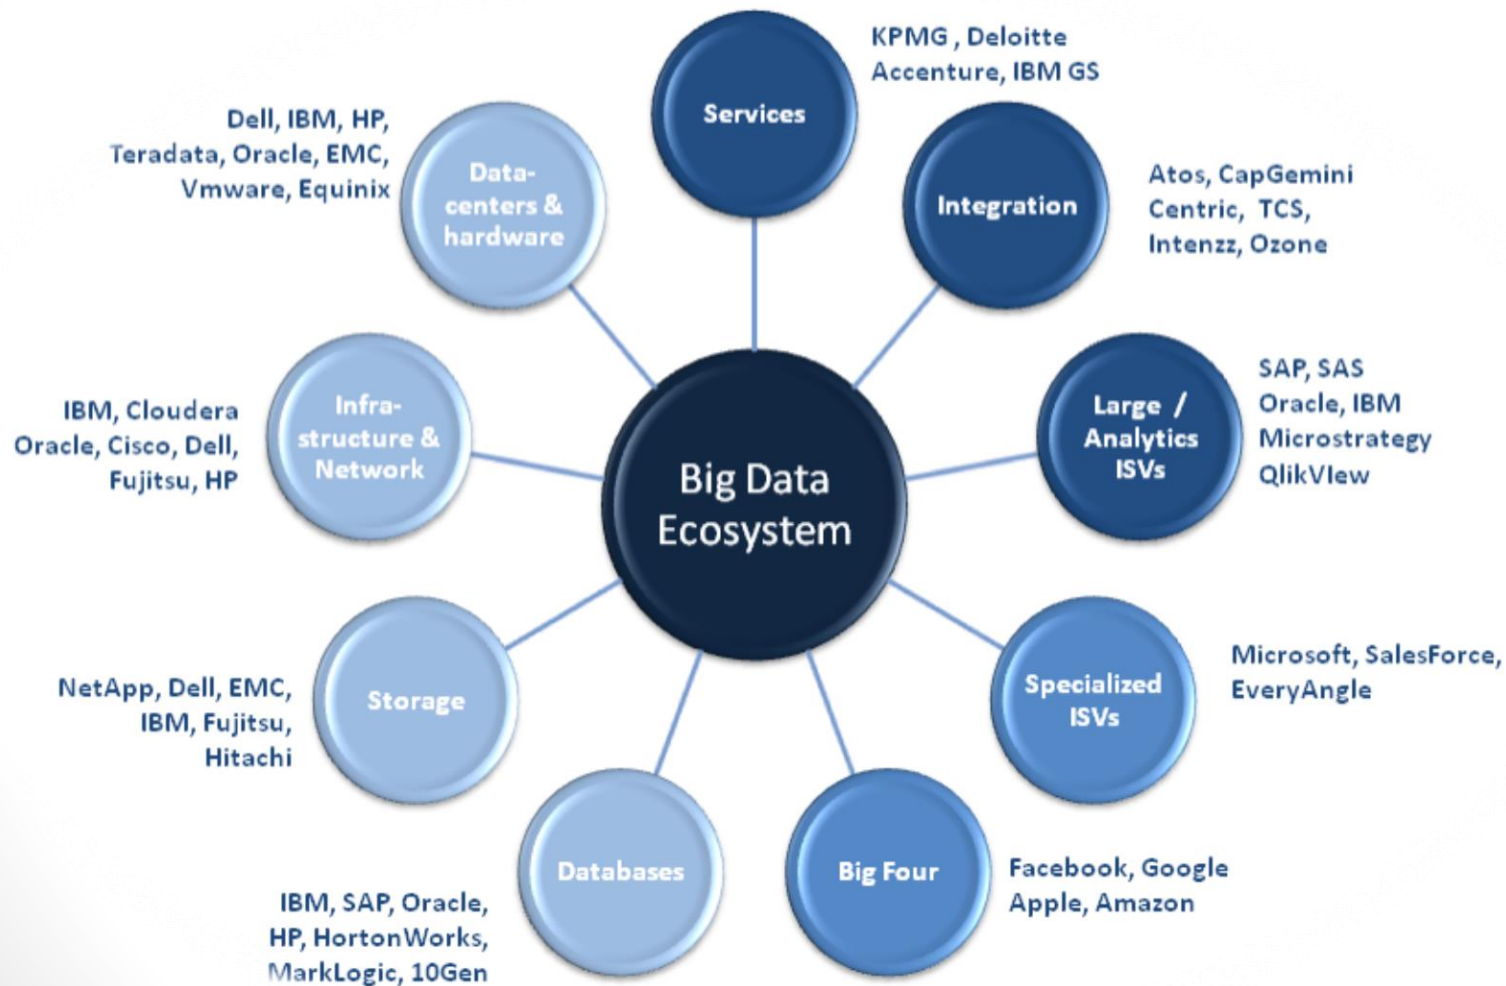 Big Data
Ecosystem
Services
KPMG , Deloitte
Accenture, IBM GS
Integration
Atos, CapGemini
Centric, TCS,
Intenzz, Ozone
Large /
Analytics
ISVs
SAP, SAS
Oracle, IBM
Microstrategy
QlikVIew
Specialized
ISVs
Microsoft, SalesForce,
EveryAngle
Big Four
Facebook, Google
Apple, Amazon
Databases
IBM, SAP, Oracle,
HP, HortonWorks,
MarkLogic, 10Gen
Storage
NetApp, Dell, EMC,
IBM, Fujitsu,
Hitachi
Infra-
structure &
Network
IBM, Cloudera
Oracle, Cisco, Dell,
Fujitsu, HP
Data-
centers &
hardware
Dell, IBM, HP,
Teradata, Oracle, EMC,
Vmware, Equinix